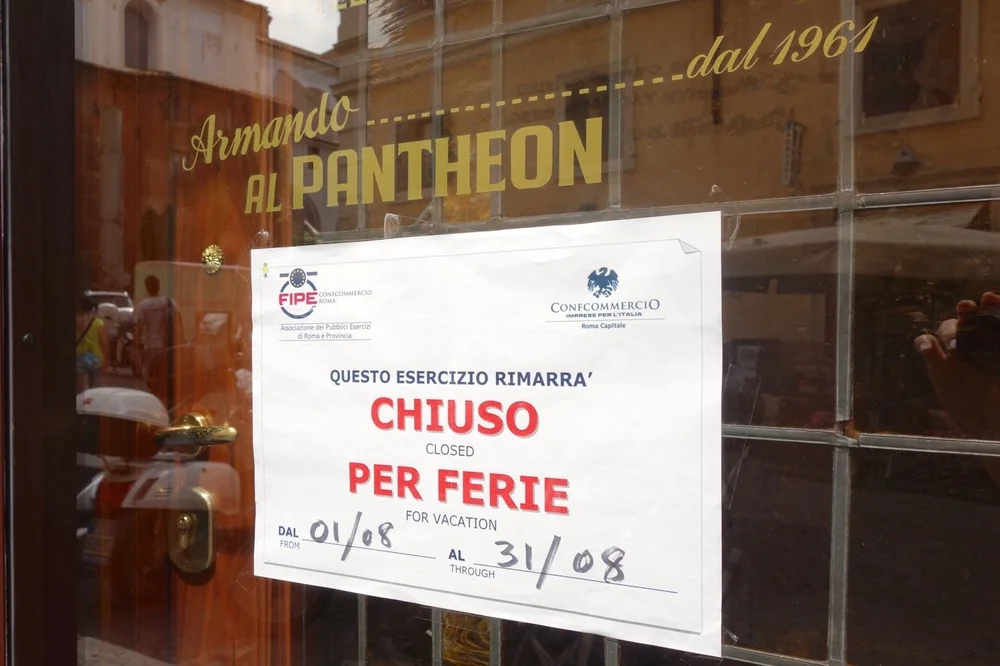 dal 1961
Armando
AL PANTHEON
FIPE CONFCOMMERCIO
ROMA
Associazione dei Pubblici Esercizi
di Roma e Provincia
CONFCOMMERCIO
IMPRESE PER L'ITALIA
Roma Capitale
QUESTO ESERCIZIO RIMARRA’
CHIUSO
CLOSED
PER FERIE
FOR VACATION
DAL 01/08
FROM
AL 31/08
THROUGH